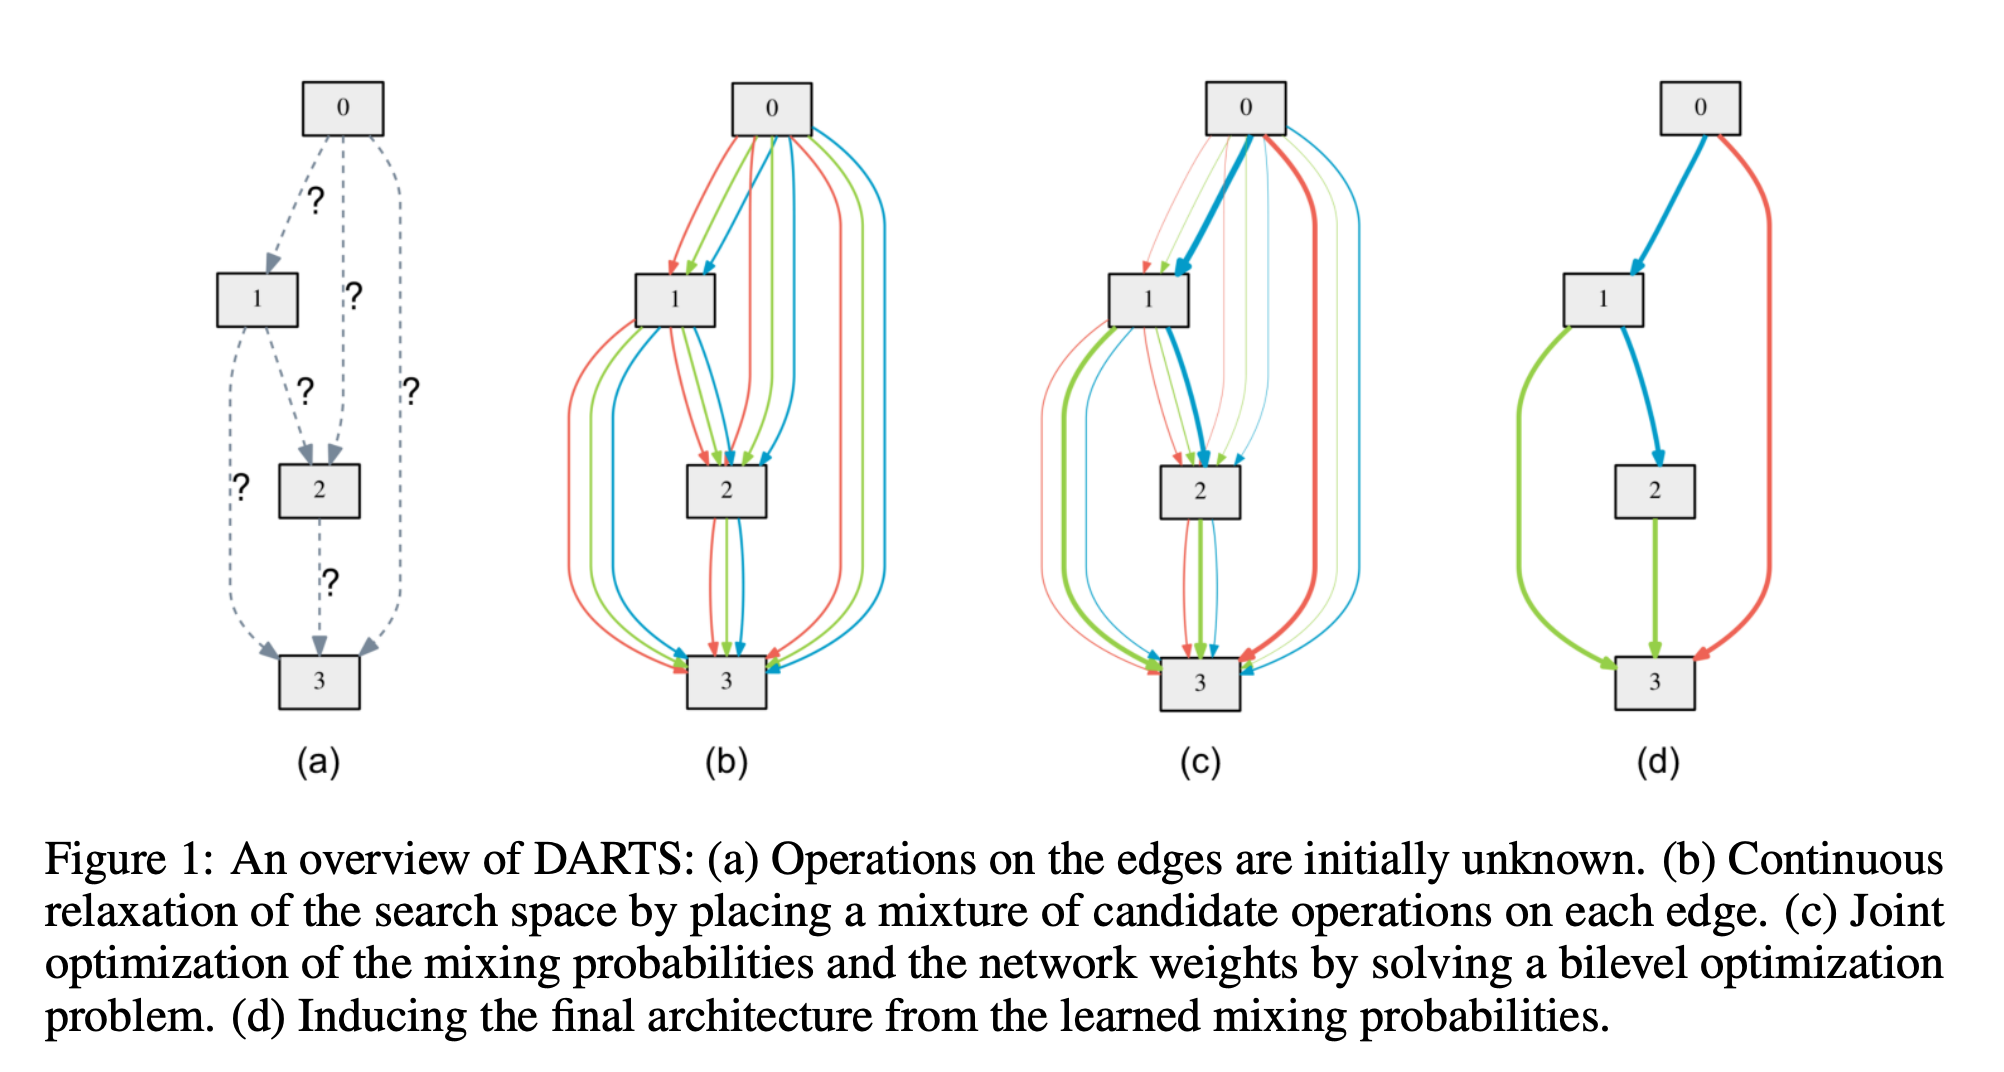 0
0
0
0
?
1
?
1
1
1
?
?
?
2
2
2
2
?
3
3
3
3
(a)
(b)
(c)
(d)
Figure 1: An overview of DARTS: (a) Operations on the edges are initially unknown. (b) Continuous
relaxation of the search space by placing a mixture of candidate operations on each edge. (c) Joint
optimization of the mixing probabilities and the network weights by solving a bilevel optimization
problem. (d) Inducing the final architecture from the learned mixing probabilities.